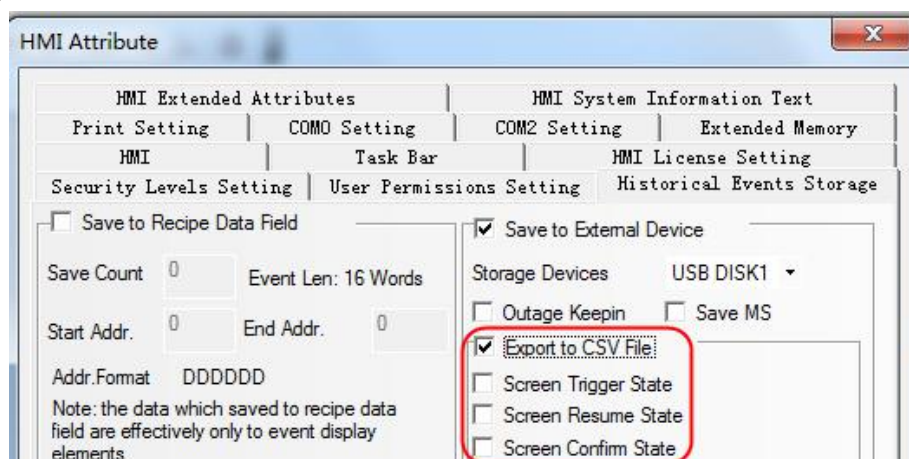 HMI Attribute
HMI Extended Attributes HMI System Information Text
Print Setting COM0 Setting COM2 Setting Extended Memory
HMI Task Bar HMI License Setting
Security Levels Setting User Permissions Setting Historical Events Storage
Save to Recipe Data Field
Save Count 0 Event Len: 16 Words
Start Addr. 0 End Addr. 0
Addr.Format DDDDDD
Note: the data which saved to recipe data
field are effectively only to event display
elements
Save to External Device
Storage Devices USB DISK1
Outage Keepin Save MS
Export to CSV File
Screen Trigger State
Screen Resume State
Screen Confirm State